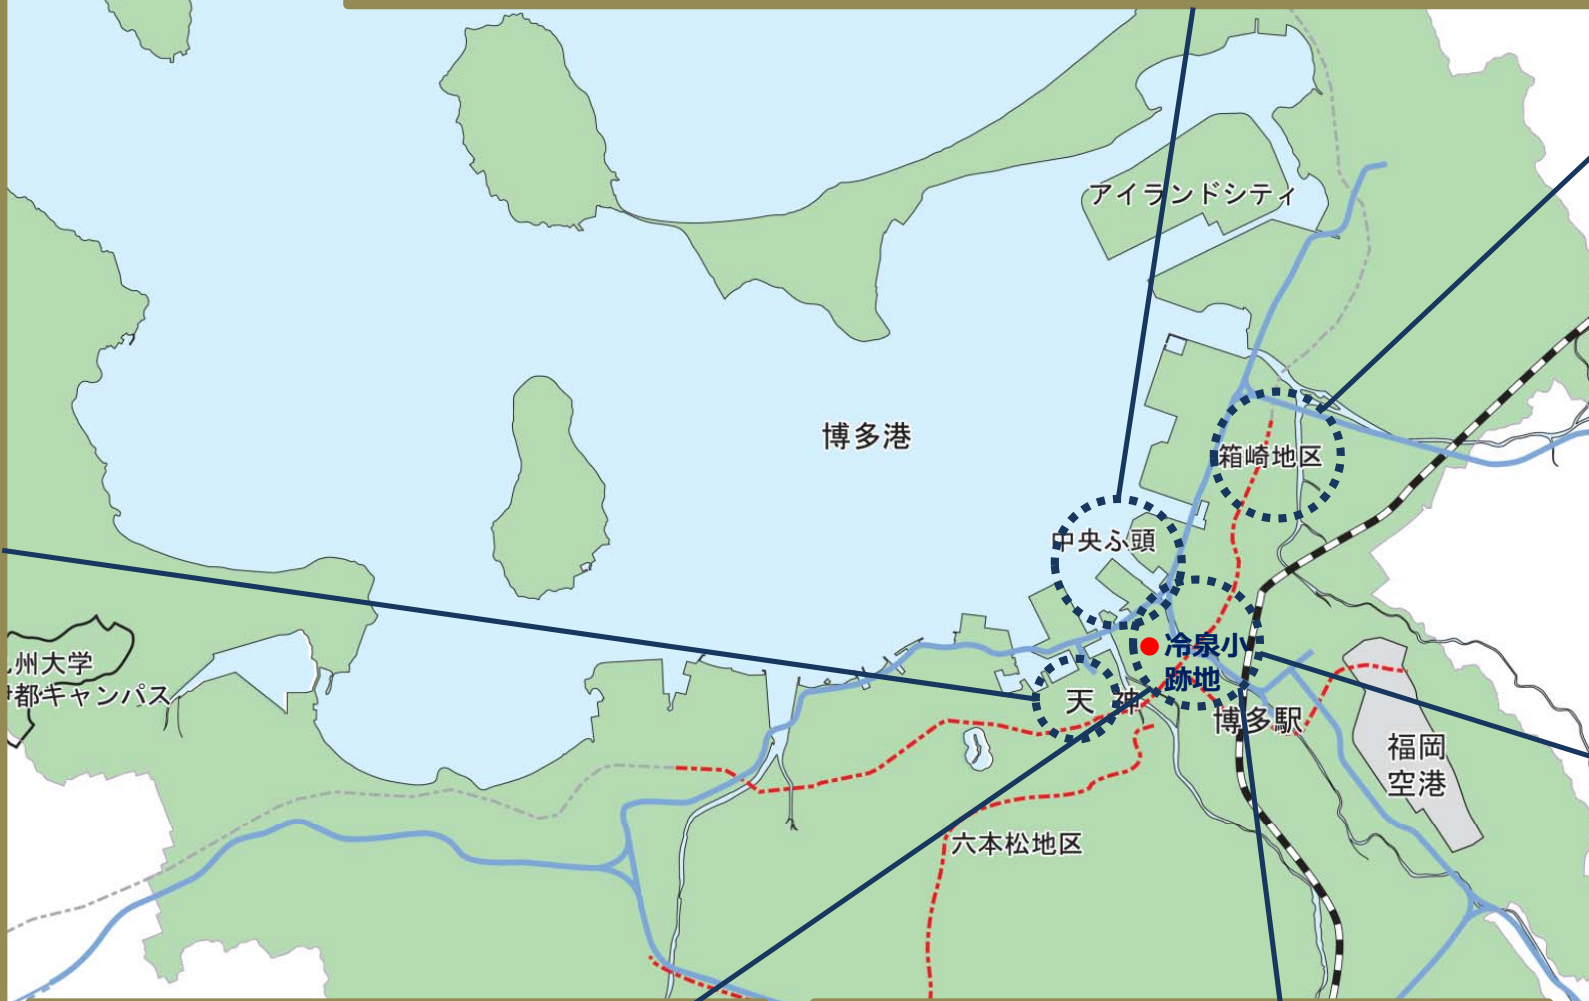 アイランドシティ
博多港
箱崎地区
中央ふ頭
冷泉小
跡地
州大学
都キャンパス
天神
博多駅
福岡
空港
六本松地区